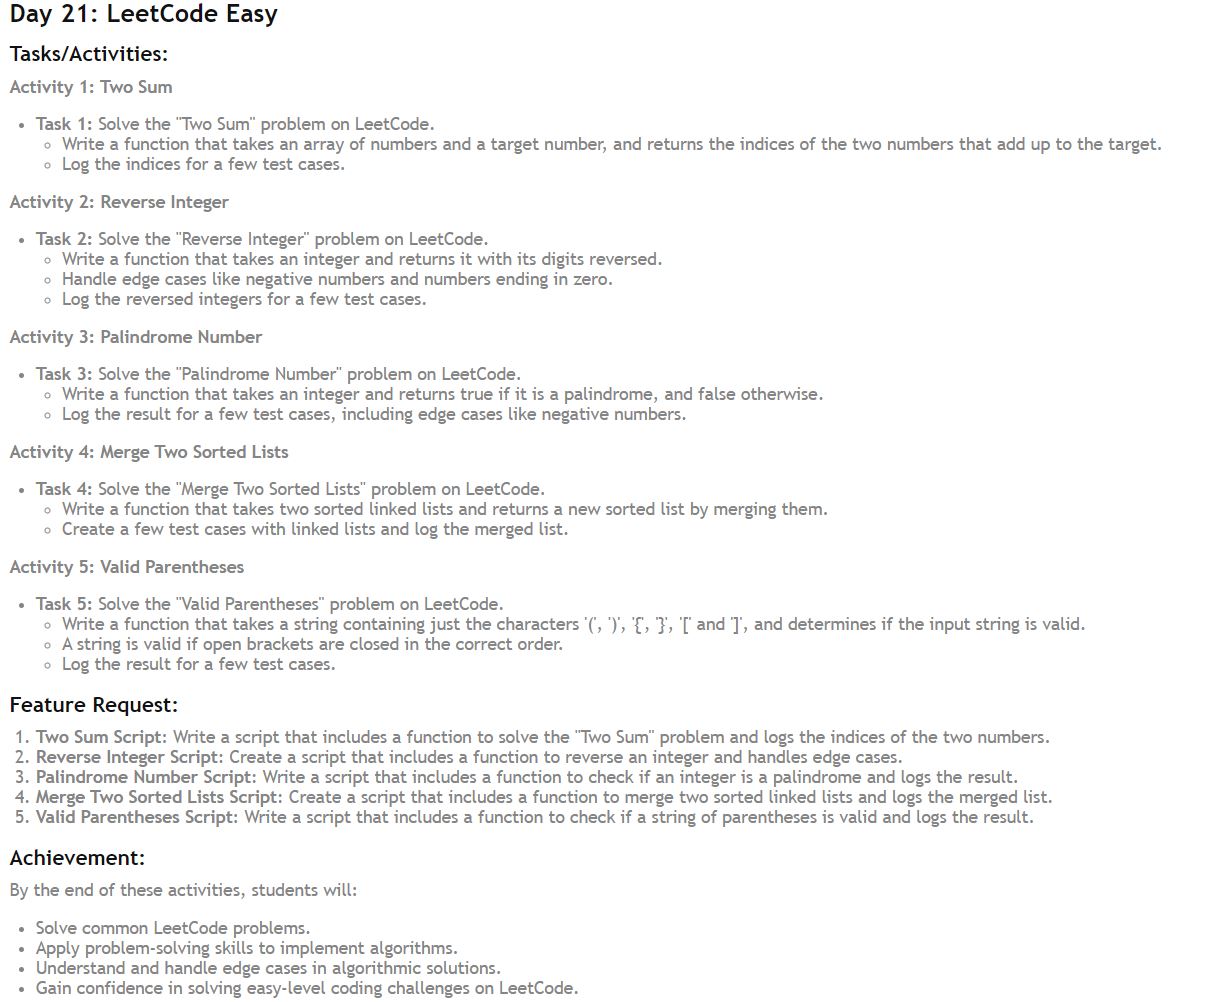 Day 21: LeetCode Easy
Tasks/Activities:
Activity 1: Two Sum
• Task 1: Solve the "Two Sum" problem on LeetCode.
◦ Write a function that takes an array of numbers and a target number, and returns the indices of the two numbers that add up to the target.
◦ Log the indices for a few test cases.
Activity 2: Reverse Integer
• Task 2: Solve the "Reverse Integer" problem on LeetCode.
◦ Write a function that takes an integer and returns it with its digits reversed.
◦ Handle edge cases like negative numbers and numbers ending in zero.
◦ Log the reversed integers for a few test cases.
Activity 3: Palindrome Number
• Task 3: Solve the "Palindrome Number" problem on LeetCode.
◦ Write a function that takes an integer and returns true if it is a palindrome, and false otherwise.
◦ Log the result for a few test cases, including edge cases like negative numbers.
Activity 4: Merge Two Sorted Lists
• Task 4: Solve the "Merge Two Sorted Lists" problem on LeetCode.
◦ Write a function that takes two sorted linked lists and returns a new sorted list by merging them.
◦ Create a few test cases with linked lists and log the merged list.
Activity 5: Valid Parentheses
• Task 5: Solve the "Valid Parentheses" problem on LeetCode.
◦ Write a function that takes a string containing just the characters '(', ')', '{', '}', '[' and ']', and determines if the input string is valid.
◦ A string is valid if open brackets are closed in the correct order.
◦ Log the result for a few test cases.
Feature Request:
1. Two Sum Script: Write a script that includes a function to solve the "Two Sum" problem and logs the indices of the two numbers.
2. Reverse Integer Script: Create a script that includes a function to reverse an integer and handles edge cases.
3. Palindrome Number Script: Write a script that includes a function to check if an integer is a palindrome and logs the result.
4. Merge Two Sorted Lists Script: Create a script that includes a function to merge two sorted linked lists and logs the merged list.
5. Valid Parentheses Script: Write a script that includes a function to check if a string of parentheses is valid and logs the result.
Achievement:
By the end of these activities, students will:
• Solve common LeetCode problems.
• Apply problem-solving skills to implement algorithms.
• Understand and handle edge cases in algorithmic solutions.
• Gain confidence in solving easy-level coding challenges on LeetCode.